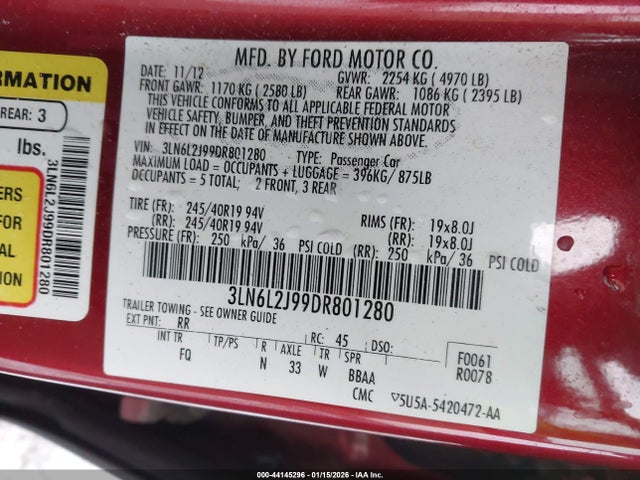 ORMATION
REAR: 3
lbs.
3LN6L2J99DR801280
ERS
FOR
AL
ION
MFD. BY FORD MOTOR CO.
DATE: 11/12 GVWR: 2254 KG ( 4970 LB)
FRONT GAWR: 1170 KG ( 2580 LB) REAR GAWR: 1086 KG ( 2395 LB)
THIS VEHICLE CONFORMS TO ALL APPLICABLE FEDERAL MOTOR
VEHICLE SAFETY, BUMPER, AND THEFT PREVENTION STANDARDS
IN EFFECT ON THE DATE OF MANUFACTURE SHOWN ABOVE.
VIN: 3LN6L2J99DR801280 TYPE: Passenger Car
MAXIMUM LOAD = OCCUPANTS + LUGGAGE = 396KG/ 875LB
OCCUPANTS = 5 TOTAL; 2 FRONT, 3 REAR
TIRE (FR): 245/40R19 94V RIMS (FR): 19x8.0J
(RR): 245/40R19 94V (RR): 19x8.0J
PRESSURE (FR): 250 kPa/ 36 PSI COLD (RR): 250 kPa/ 36 PSI COLD
3LN6L2J99DR801280
TRAILER TOWING - SEE OWNER GUIDE
EXT PNT: RR RC: 45 DSO:
INT TR TP/PS R AXLE TR SPR
FQ N 33 W BBAA
CMC
F0061
R0078
▽5U5A-5420472-AA
000-44145296 - 01/15/2026 - IAA Inc.